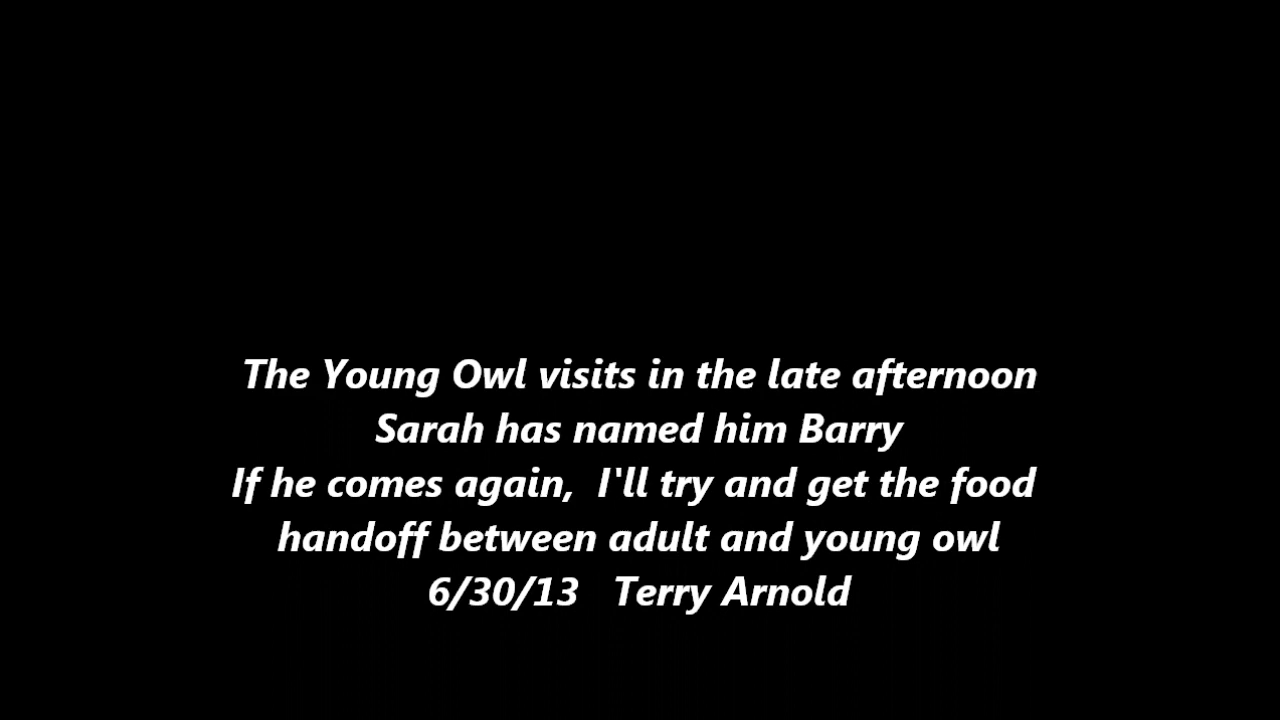 The Young Owl visits in the late afternoon
Sarah has named him Barry
If he comes again,  I'll try and get the food
handoff between adult and young owl
6/30/13   Terry Arnold